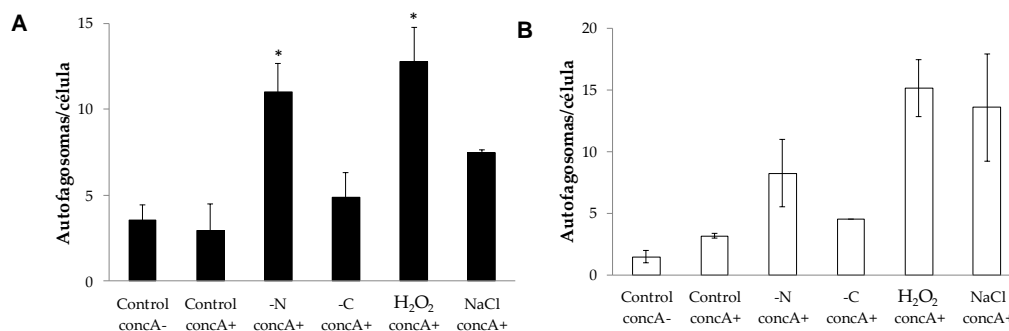 A
Autofagosomas/célula
15
10
5
0
*
*
Control concA-
Control concA+
-N concA+
-C concA+
H₂O₂ concA+
NaCl concA+
B
Autofagosomas/célula
20
15
10
5
0
Control concA-
Control concA+
-N concA+
-C concA+
H₂O₂ concA+
NaCl concA+